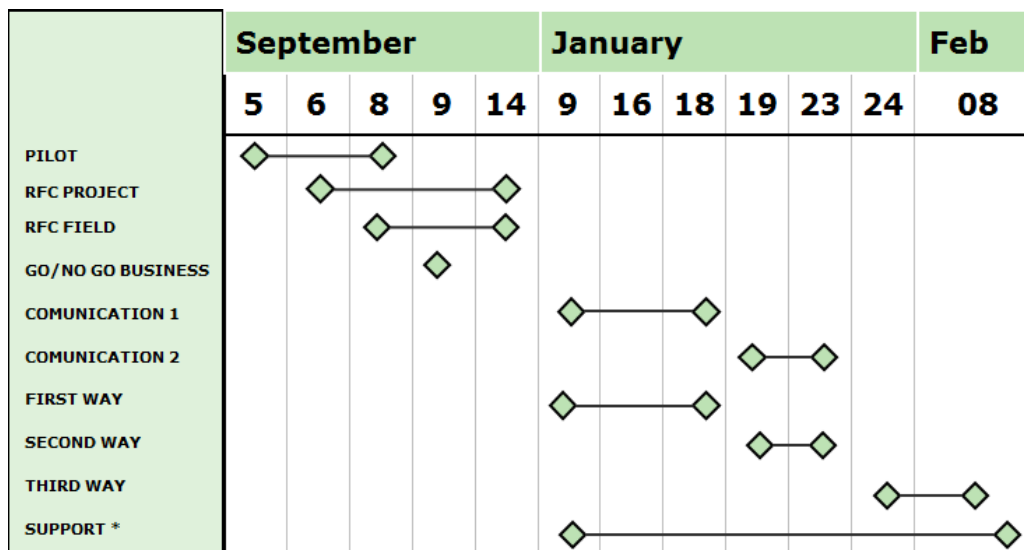 September January Feb
5 6 8 9 14 9 16 18 19 23 24 08
PILOT
RFC PROJECT
RFC FIELD
GO/NO GO BUSINESS
COMUNICATION 1
COMUNICATION 2
FIRST WAY
SECOND WAY
THIRD WAY
SUPPORT *